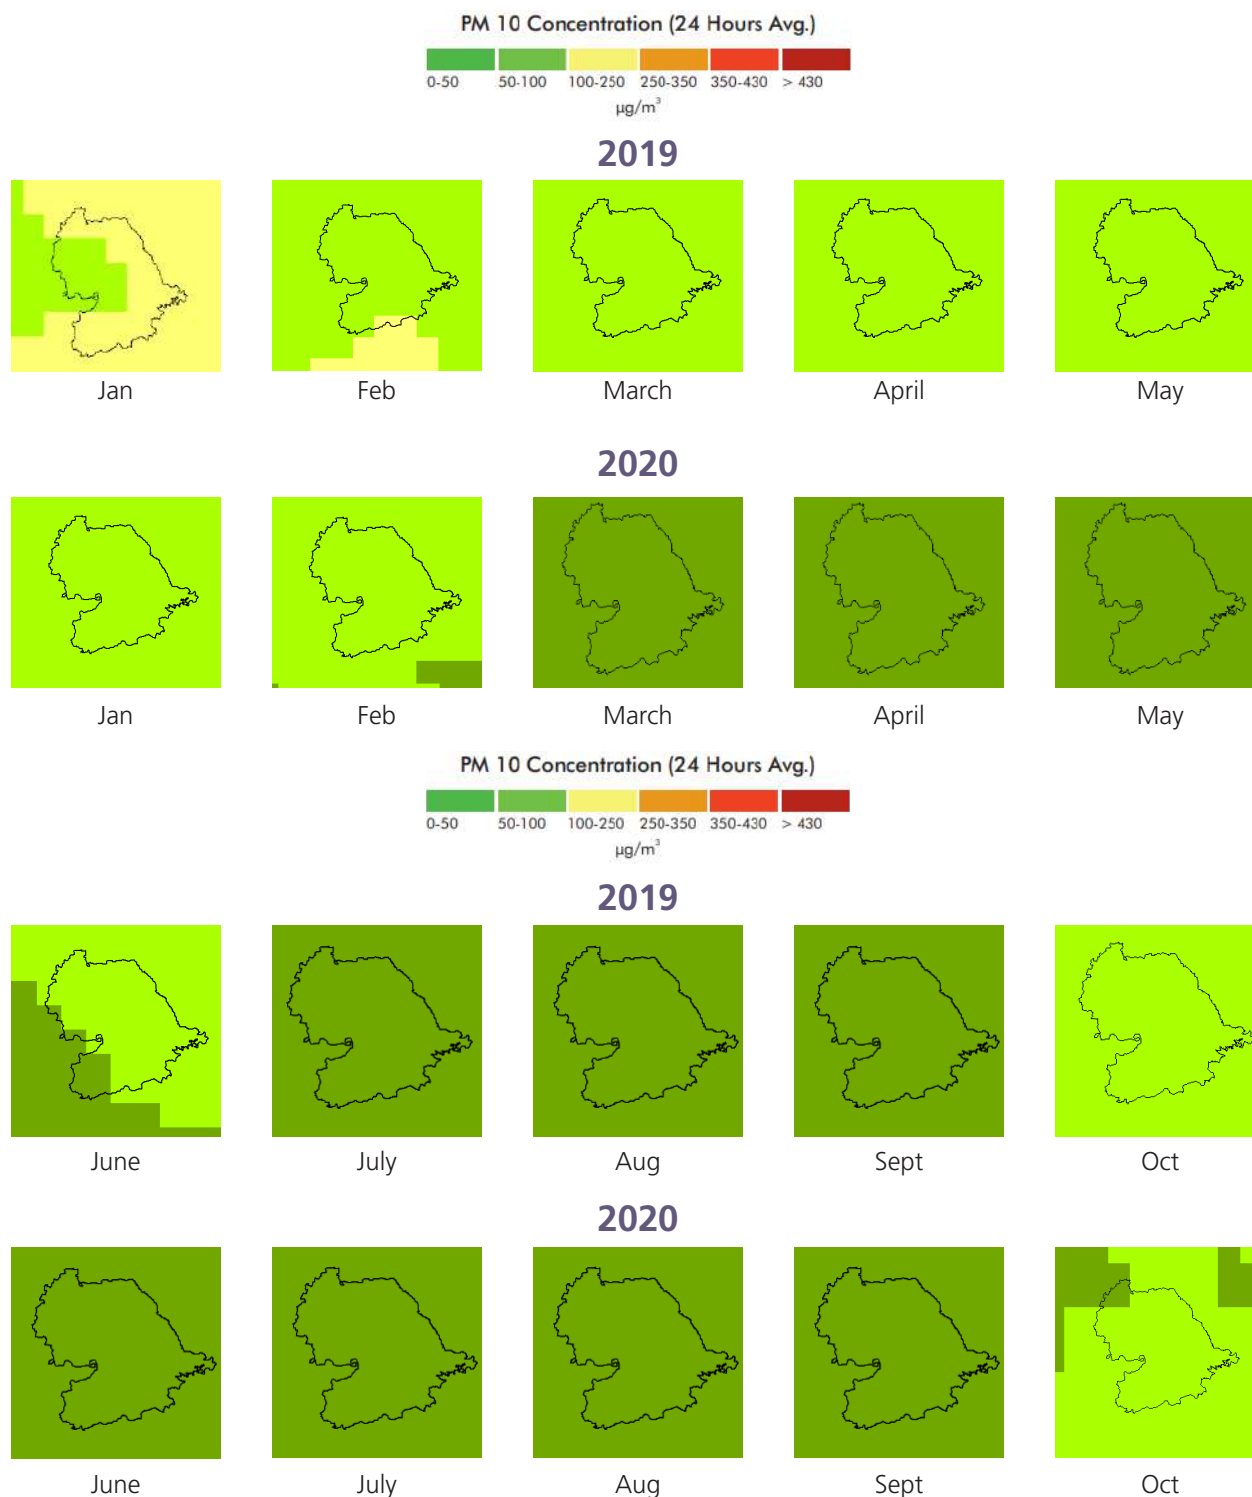 PM 10 Concentration (24 Hours Avg.)
0-50 50-100 100-250 250-350 350-430 > 430
µg/m³
2019
Jan Feb March April May
2020
Jan Feb March April May
PM 10 Concentration (24 Hours Avg.)
0-50 50-100 100-250 250-350 350-430 > 430
µg/m³
2019
June July Aug Sept Oct
2020
June July Aug Sept Oct